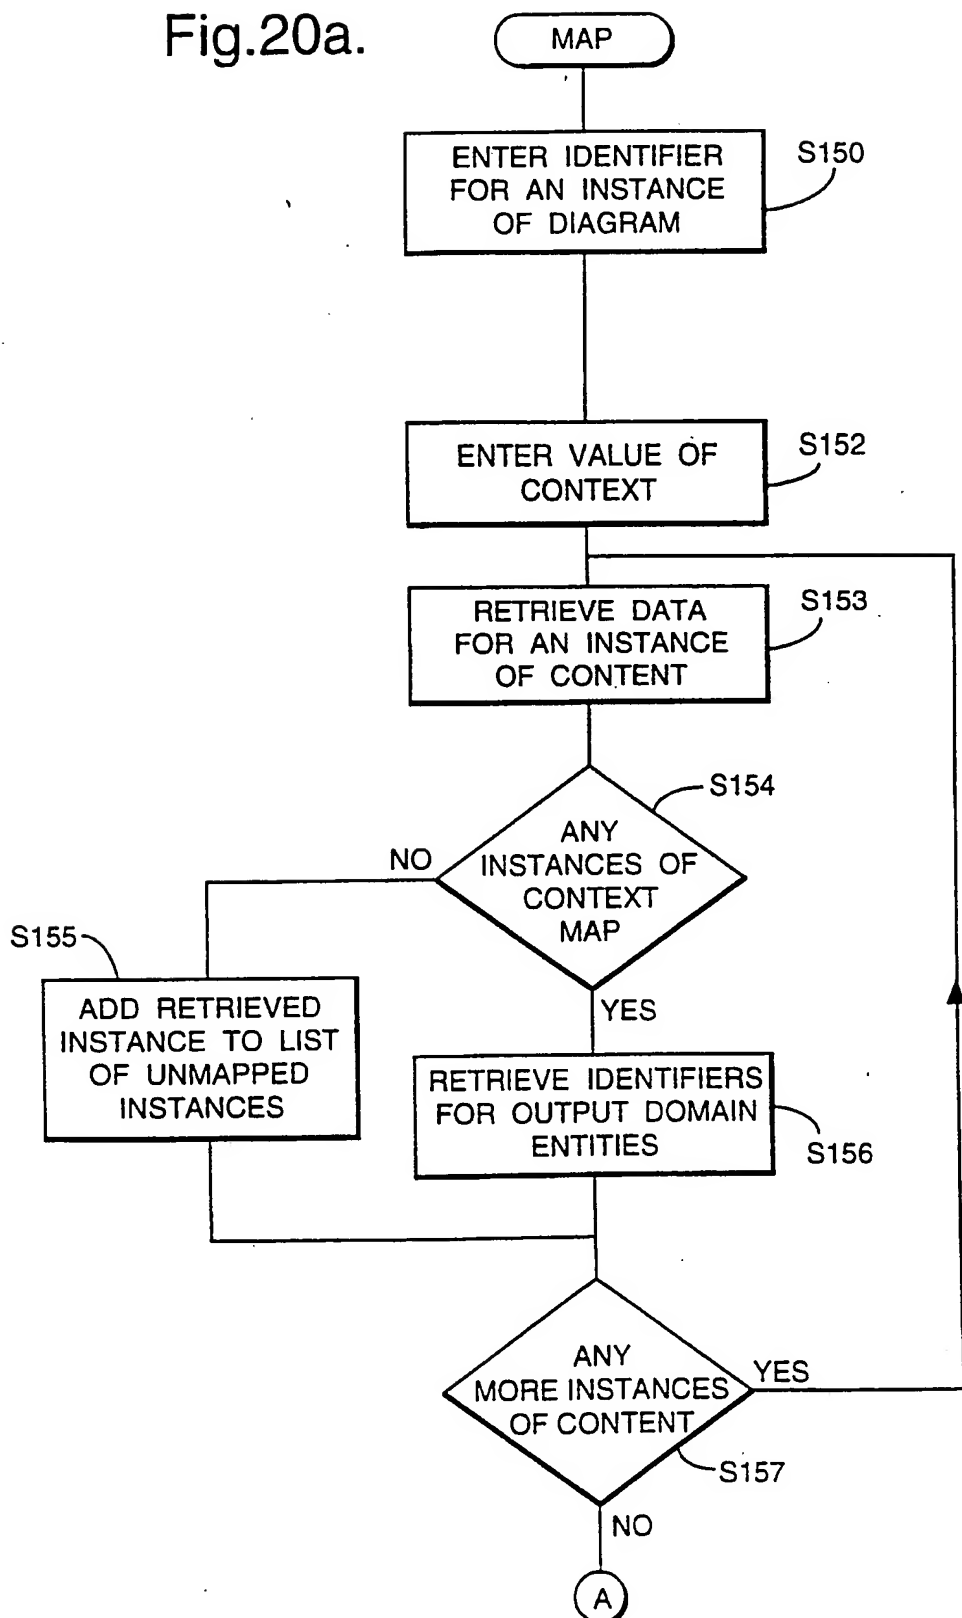 Fig.20a.
MAP
ENTER IDENTIFIER
FOR AN INSTANCE
OF DIAGRAM
S150
ENTER VALUE OF
CONTEXT
S152
RETRIEVE DATA
FOR AN INSTANCE
OF CONTENT
S153
ANY
INSTANCES OF
CONTEXT
MAP
S154
NO
YES
S155
ADD RETRIEVED
INSTANCE TO LIST
OF UNMAPPED
INSTANCES
RETRIEVE IDENTIFIERS
FOR OUTPUT DOMAIN
ENTITIES
S156
ANY
MORE INSTANCES
OF CONTENT
YES
S157
NO
A